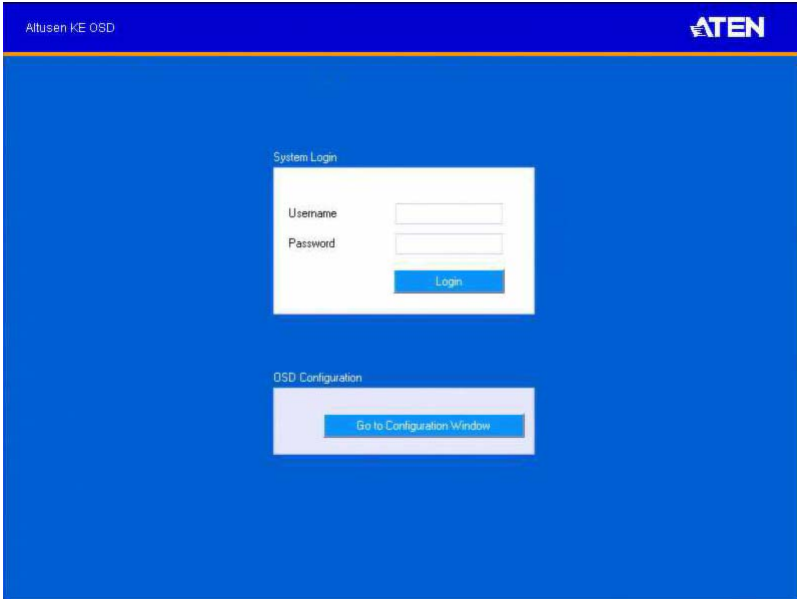 Altusen KE OSD
ATEN
System Login
Username
Password
Login
OSD Configuration
Go to Configuration Window